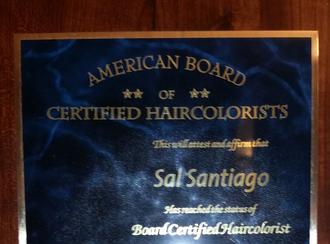 AMERICAN BOARD
★★ OF ★★
CERTIFIED HAIRCOLORISTS
This will attest and affirm that
Sal Santiago
Has reached the status of
Board Certified Haircolorist